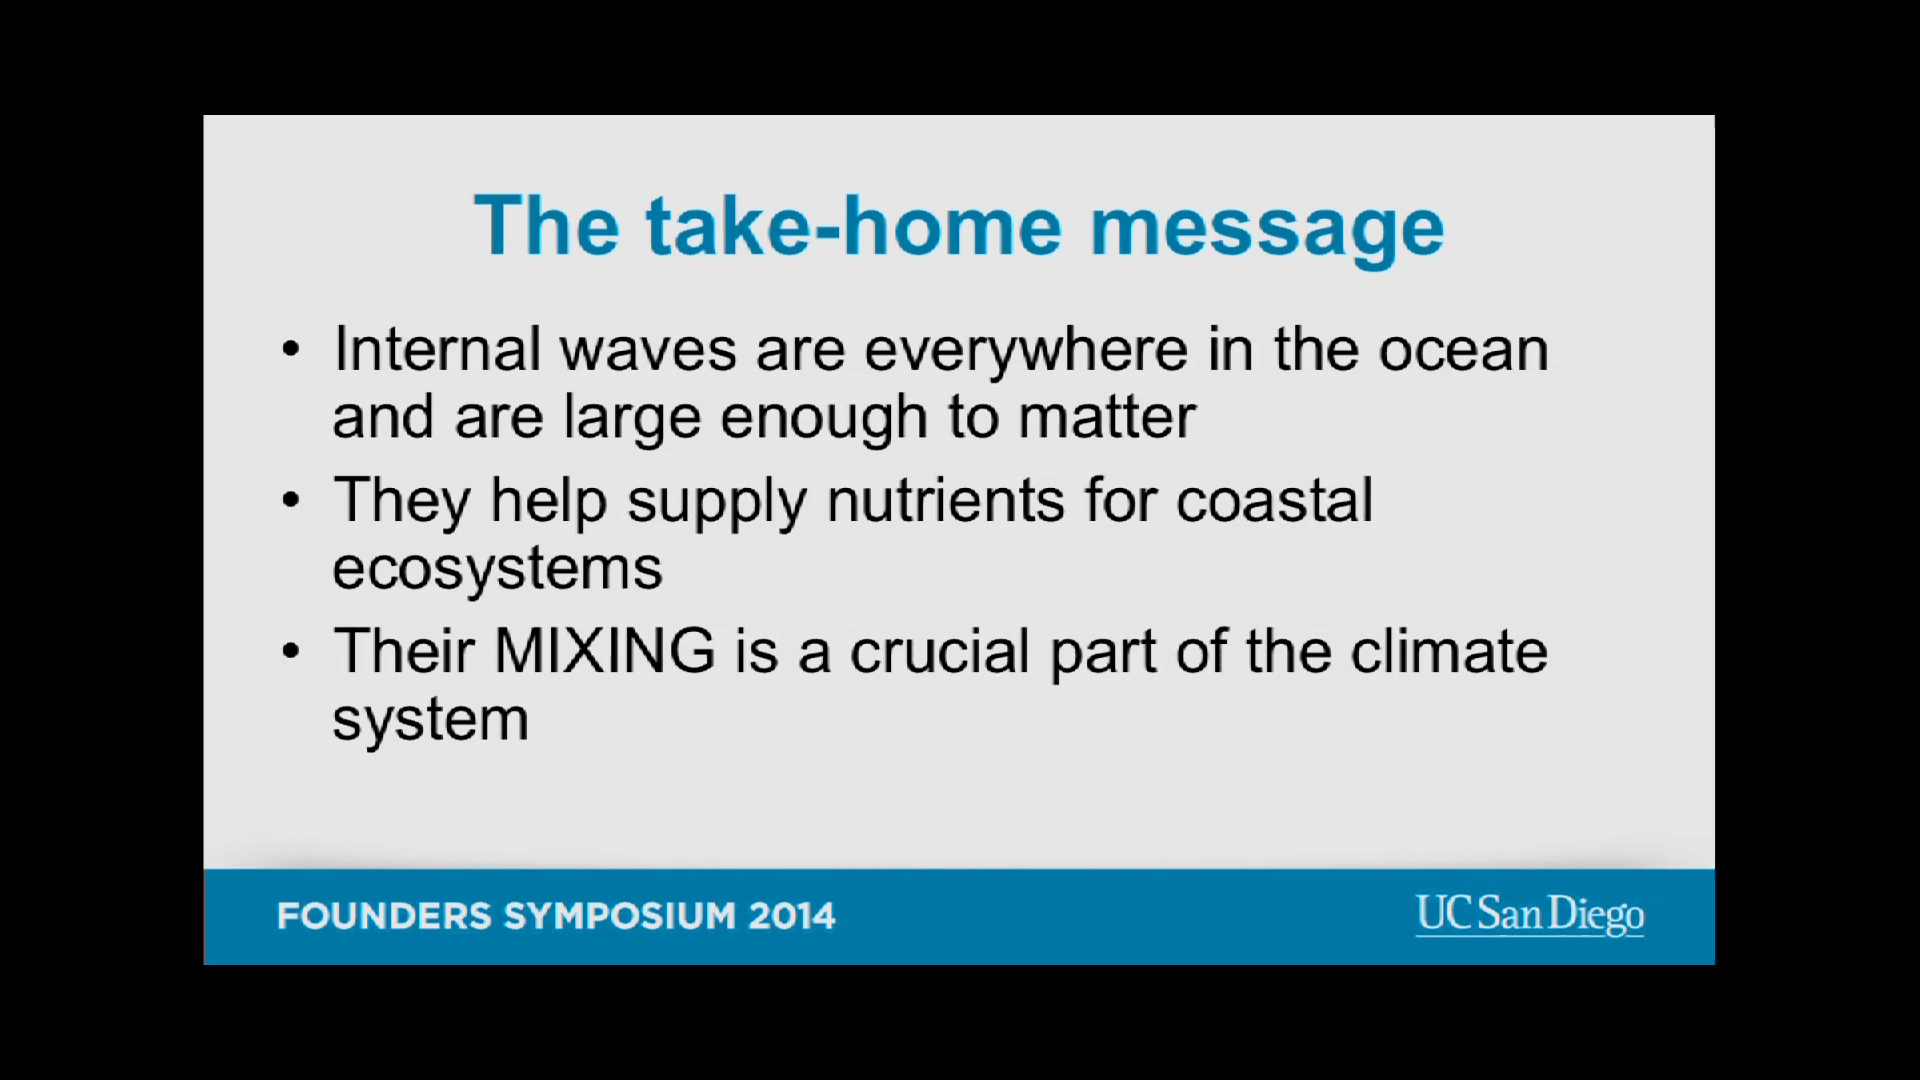 The take-home message
• Internal waves are everywhere in the ocean
and are large enough to matter
• They help supply nutrients for coastal
ecosystems
• Their MIXING is a crucial part of the climate
system
FOUNDERS SYMPOSIUM 2014
UC San Diego